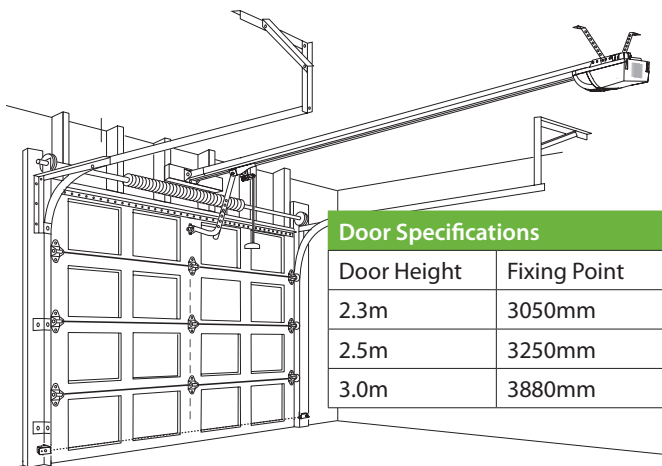 Door Specifications
Door Height Fixing Point
2.3m 3050mm
2.5m 3250mm
3.0m 3880mm